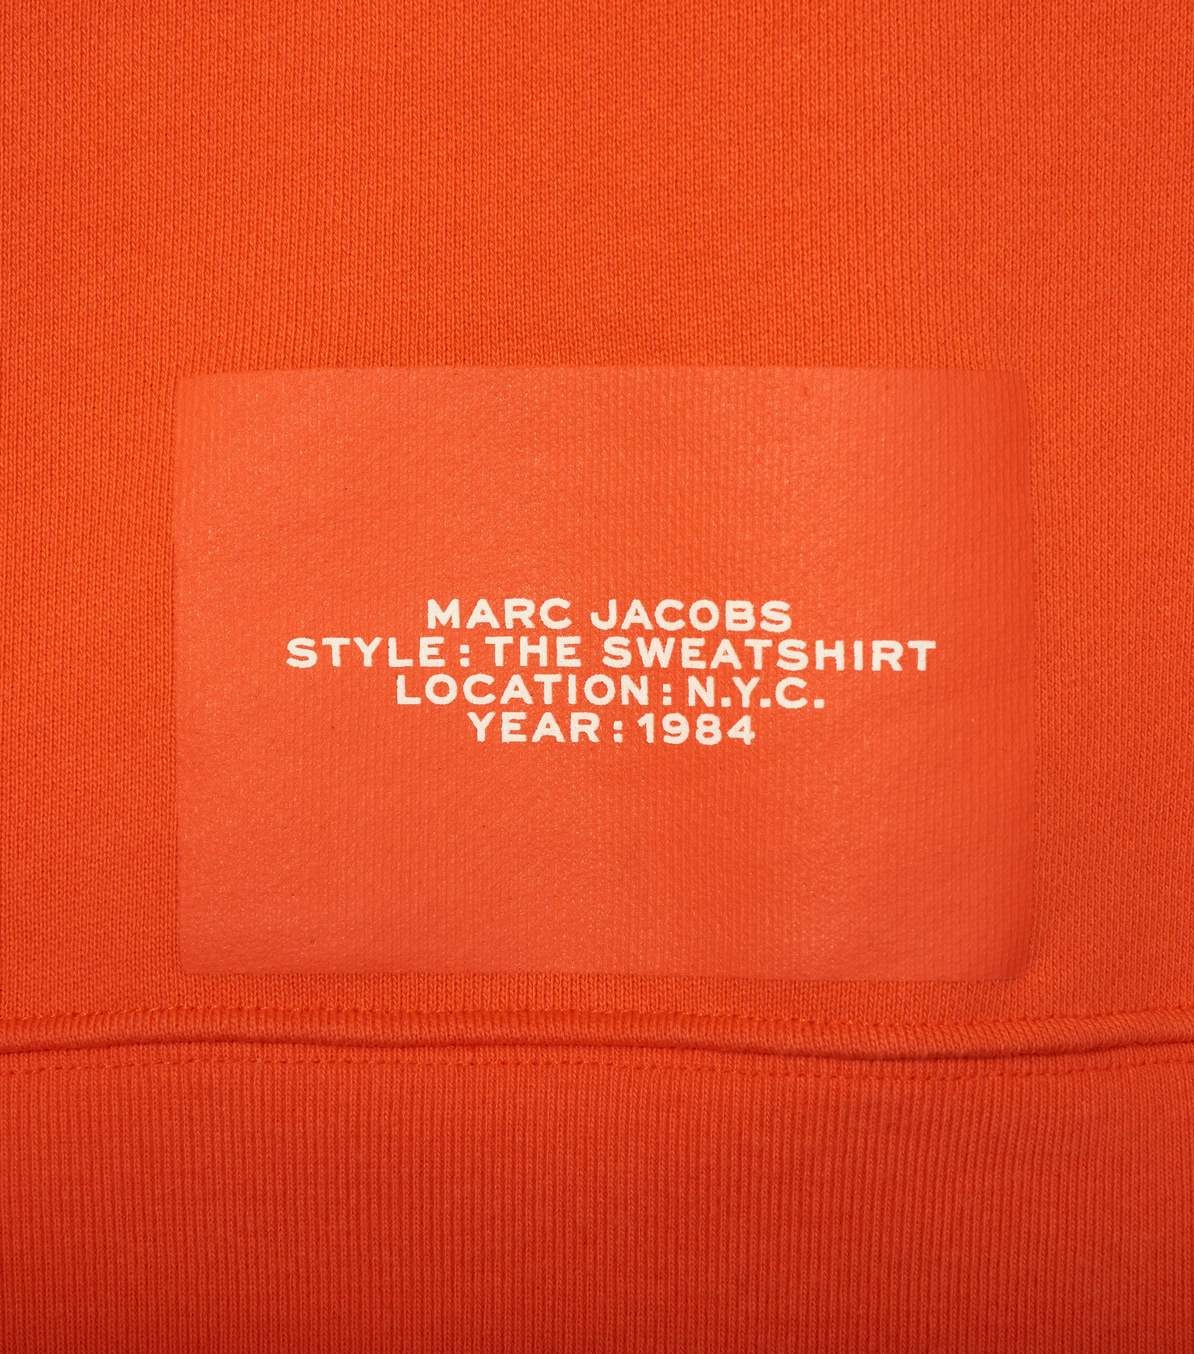 MARC JACOBS
STYLE: THE SWEATSHIRT
LOCATION: N.Y.C.
YEAR: 1984